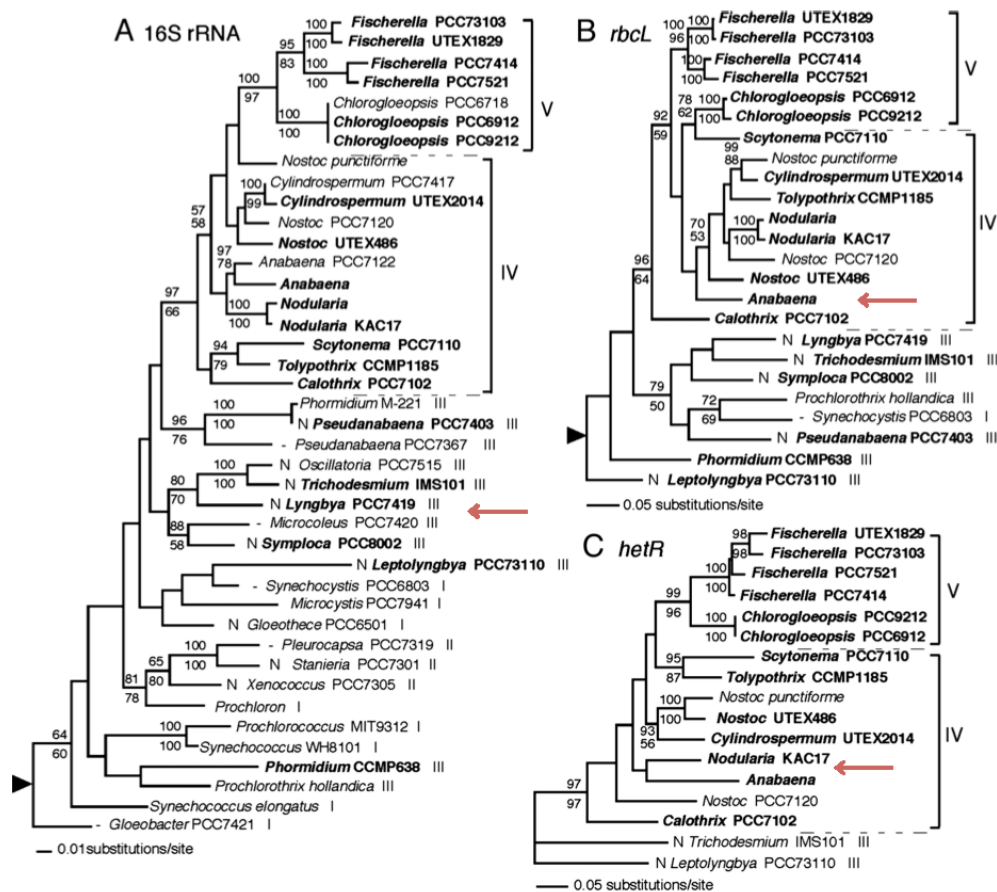 A 16S rRNA
100
100
95
83
100
97
100
100
100
100
Fischerella PCC73103
Fischerella UTEX1829
Fischerella PCC7414
Fischerella PCC7521
Chlorogloeopsis PCC6718
Chlorogloeopsis PCC6912
Chlorogloeopsis PCC9212
V
Nostoc punctiforme
100
99
Cylindrospermum PCC7417
Cylindrospermum UTEX2014
Nostoc PCC7120
Nostoc UTEX486
57
58
97
78
Anabaena PCC7122
Anabaena
100
100
Nodularia
Nodularia KAC17
IV
97
66
94
79
Scytonema PCC7110
Tolypothrix CCMP1185
Calothrix PCC7102
96
76
100
100
Phormidium M-221 III
N Pseudanabaena PCC7403 III
- Pseudanabaena PCC7367 III
80
70
100
100
N Oscillatoria PCC7515 III
N Trichodesmium IMS101 III
N Lyngbya PCC7419 III
88
58
- Microcoleus PCC7420 III
N Symploca PCC8002 III
N Leptolyngbya PCC73110 III
- Synechocystis PCC6803 I
Microcystis PCC7941 I
N Gloeothece PCC6501 I
81
78
65
80
100
100
- Pleurocapsa PCC7319 II
N Stanieria PCC7301 II
N Xenococcus PCC7305 II
Prochloron I
64
60
100
100
Prochlorococcus MIT9312 I
Synechococcus WH8101 I
Phormidium CCMP638 III
Prochlorothrix hollandica III
Synechococcus elongatus I
- Gloeobacter PCC7421 I
0.01substitutions/site
B rbcL
100
96
100
100
100
100
Fischerella UTEX1829
Fischerella PCC73103
Fischerella PCC7414
Fischerella PCC7521
92
59
78
62
100
100
Chlorogloeopsis PCC6912
Chlorogloeopsis PCC9212
V
Scytonema PCC7110
99
88
Nostoc punctiforme
Cylindrospermum UTEX2014
Tolypothrix CCMP1185
70
53
100
100
Nodularia
Nodularia KAC17
Nostoc PCC7120
Nostoc UTEX486
Anabaena
IV
96
64
Calothrix PCC7102
79
50
N Lyngbya PCC7419 III
N Trichodesmium IMS101 III
N Symploca PCC8002 III
72
69
Prochlorothrix hollandica III
- Synechocystis PCC6803 I
N Pseudanabaena PCC7403 III
Phormidium CCMP638 III
N Leptolyngbya PCC73110 III
0.05 substitutions/site
C hetR
98
98
100
100
Fischerella UTEX1829
Fischerella PCC73103
Fischerella PCC7521
Fischerella PCC7414
99
96
100
100
Chlorogloeopsis PCC9212
Chlorogloeopsis PCC6912
V
95
87
Scytonema PCC7110
Tolypothrix CCMP1185
100
100
93
56
Nostoc punctiforme
Nostoc UTEX486
Cylindrospermum UTEX2014
Nodularia KAC17
Anabaena
Nostoc PCC7120
97
97
Calothrix PCC7102
IV
N Trichodesmium IMS101 III
N Leptolyngbya PCC73110 III
0.05 substitutions/site